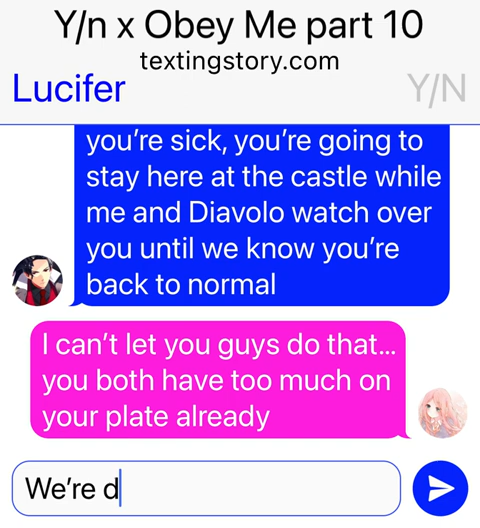 Y/n x Obey Me part 10
textingstory.com
Lucifer
Y/N
you're sick, you're going to
stay here at the castle while
me and Diavolo watch over
you until we know you're
back to normal
I can't let you guys do that...
you both have too much on
your plate already
We're d